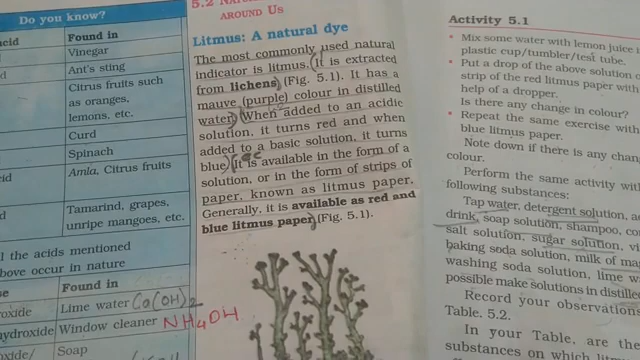 Do you know?
acid Found in
Vinegar
Ant's sting
Citrus fruits such
as oranges,
lemons, etc.
Curd
Spinach
Amla, Citrus fruits
Tamarind, grapes,
unripe mangoes, etc.
the acids mentioned
above occur in nature
Found in
Lime water Ca(OH)2
hydroxide Window cleaner NH4OH
Soap
5.2
AROUND US
Litmus: A natural dye
The most commonly used natural
indicator is litmus. It is extracted
from lichens (Fig. 5.1). It has a
mauve (purple) colour in distilled
water. When added to an acidic
solution, it turns red and when
added to a basic solution, it turns
blue. It is available in the form of a
solution, or in the form of strips of
paper, known as litmus paper.
Generally, it is available as red and
blue litmus paper (Fig. 5.1).
Activity 5.1
• Mix some water with lemon juice
plastic cup/tumbler/test tube.
• Put a drop of the above solution
strip of the red litmus paper with
help of a dropper.
Is there any change in colour?
• Repeat the same exercise with
blue litmus paper.
Note down if there is any chan
colour.
Perform the same activity with
following substances:
Tap water, detergent solution, a
drink, soap solution, shampoo, co
salt solution, sugar solution, vi
baking soda solution, milk of ma
washing soda solution, lime w
possible make solutions in distilled
Record your observations
Table. 5.2.
In your Table, are the
substances on which litm